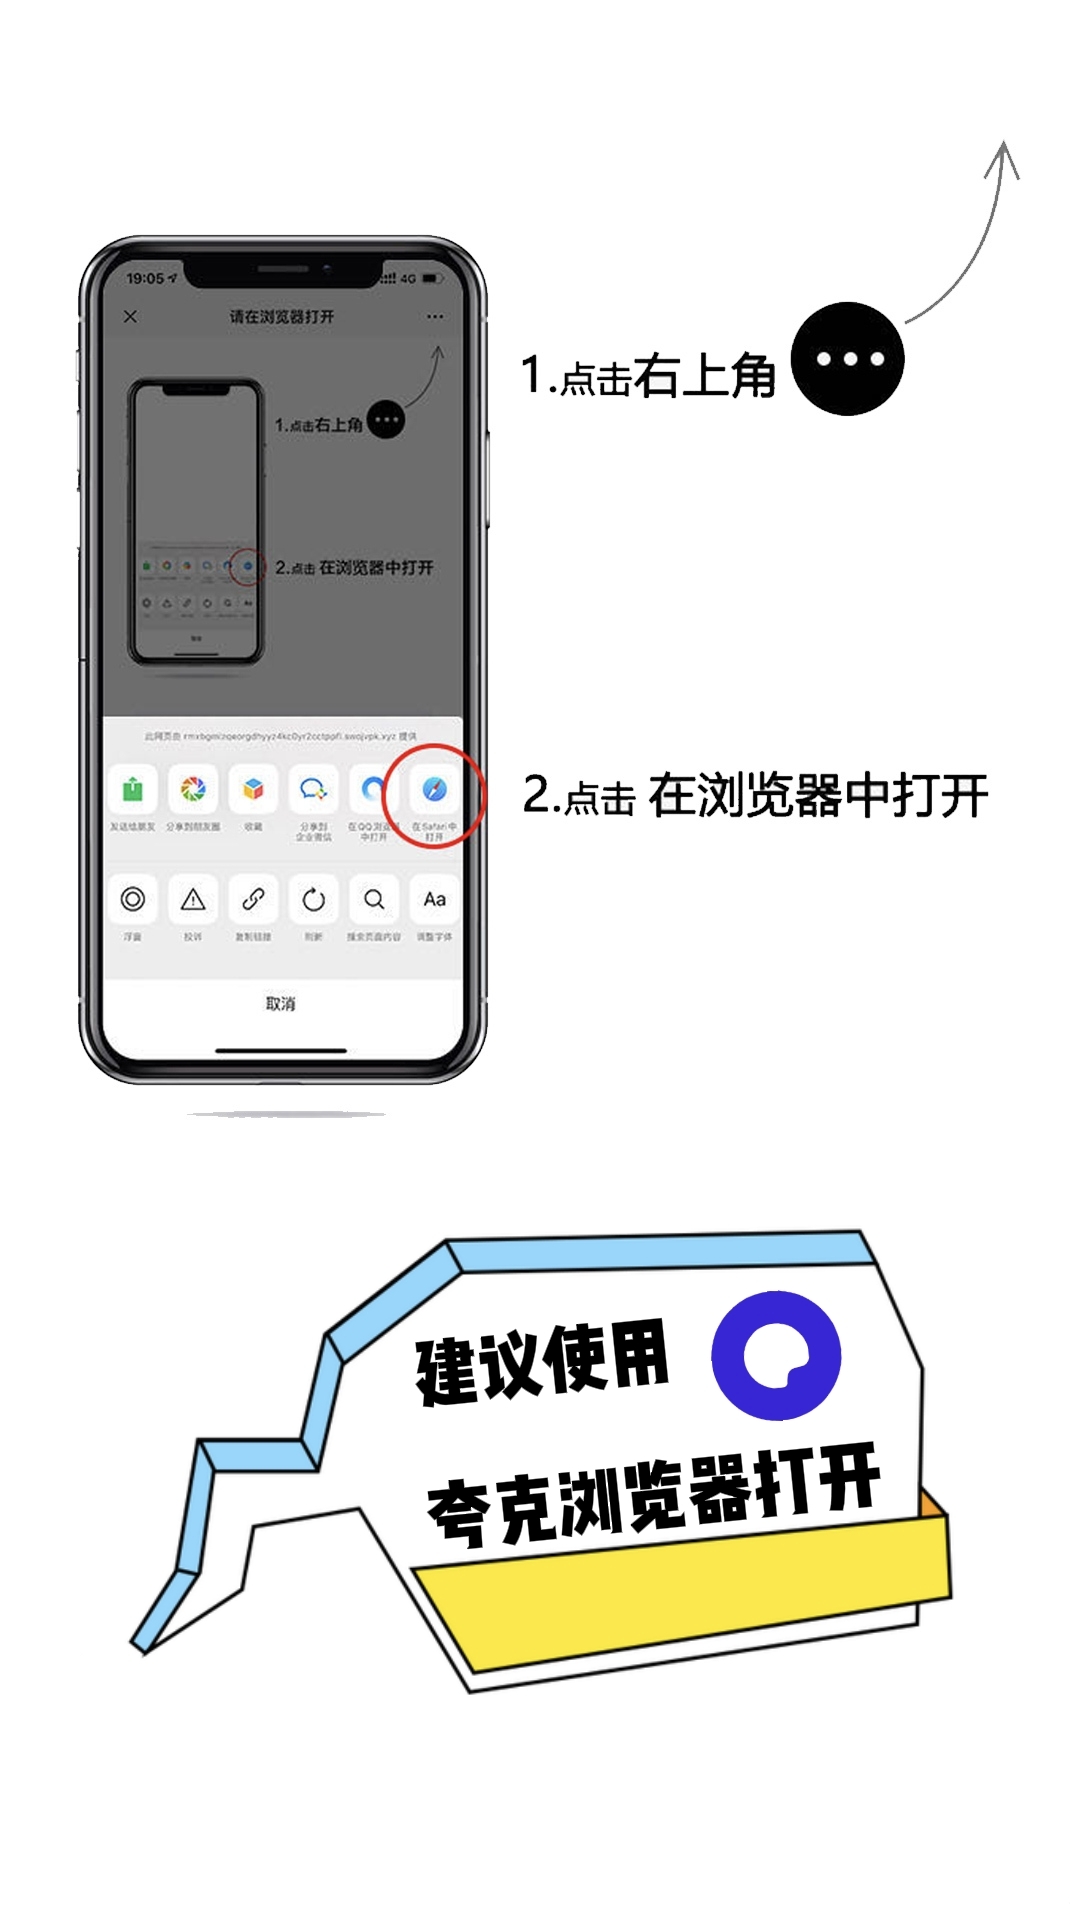 19:05
4G
请在浏览器打开
1.点击右上角
2.点击 在浏览器中打开
此网页由 rmxbgmizqeorgdhyyz4kc0yr2cctppfl.swojvpk.xyz 提供
发送给朋友
分享到朋友圈
收藏
分享到
企业微信
在QQ浏览器
中打开
在Safari中
打开
浮窗
投诉
复制链接
刷新
搜索页面内容
Aa
调整字体
取消
1.点击右上角
2.点击 在浏览器中打开
建议使用
夸克浏览器打开